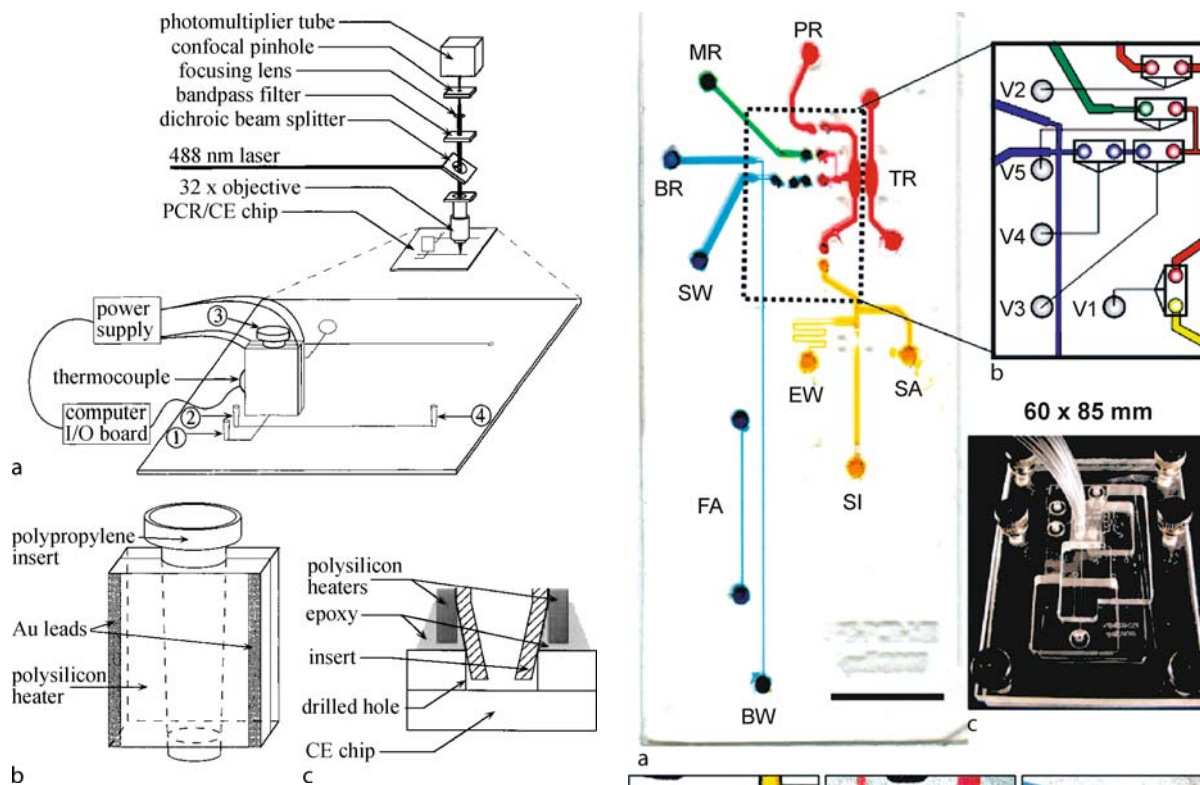 photomultiplier tube
confocal pinhole
focusing lens
bandpass filter
dichroic beam splitter
488 nm laser
32 x objective
PCR/CE chip
power
supply
3
thermocouple
computer
I/O board
2
1
4
a
polypropylene
insert
Au leads
polysilicon
heater
b
polysilicon
heaters
epoxy
insert
drilled hole
CE chip
c
PR
MR
BR
TR
SW
EW
SA
SI
FA
BW
a
V2
V5
V4
V3
V1
b
60 x 85 mm
c